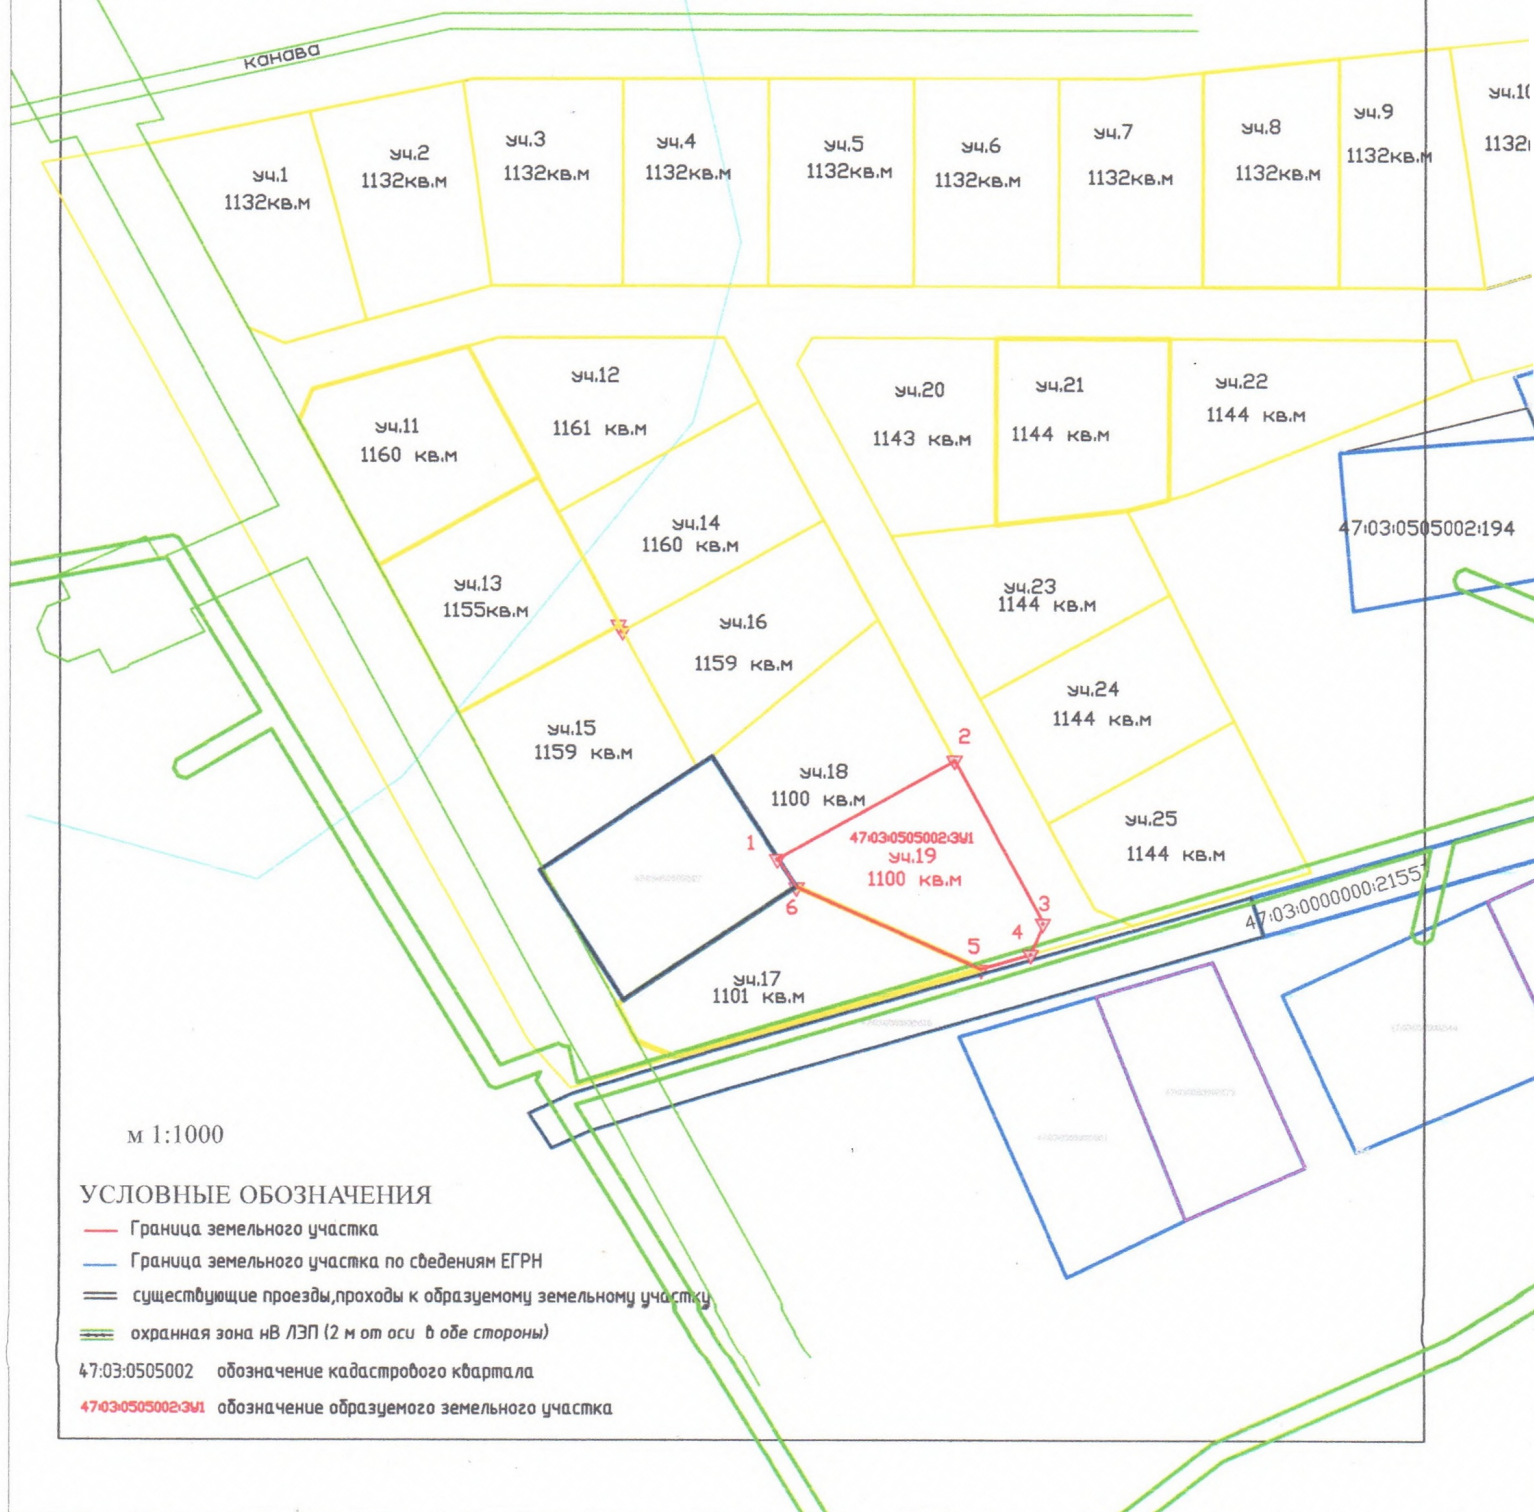 канава
уч.1
1132кв.м
уч.2
1132кв.м
уч.3
1132кв.м
уч.4
1132кв.м
уч.5
1132кв.м
уч.6
1132кв.м
уч.7
1132кв.м
уч.8
1132кв.м
уч.9
1132кв.м
уч.11
1160 кв.м
уч.12
1161 кв.м
уч.20
1143 кв.м
уч.21
1144 кв.м
уч.22
1144 кв.м
уч.13
1155кв.м
уч.14
1160 кв.м
47:03:0505002:194
уч.23
1144 кв.м
уч.16
1159 кв.м
уч.24
1144 кв.м
уч.15
1159 кв.м
2
уч.18
1100 кв.м
уч.25
1144 кв.м
1
47:03:0505002:ЗУ1
уч.19
1100 кв.м
6
3
4
5
уч.17
1101 кв.м
47:03:0000000:21557
м 1:1000
УСЛОВНЫЕ ОБОЗНАЧЕНИЯ
Граница земельного участка
Граница земельного участка по сведениям ЕГРН
существующие проезды,проходы к образуемому земельному участку
охранная зона нВ ЛЭП (2 м от оси в обе стороны)
47:03:0505002 обозначение кадастрового квартала
47:03:0505002:ЗУ1 обозначение образуемого земельного участка